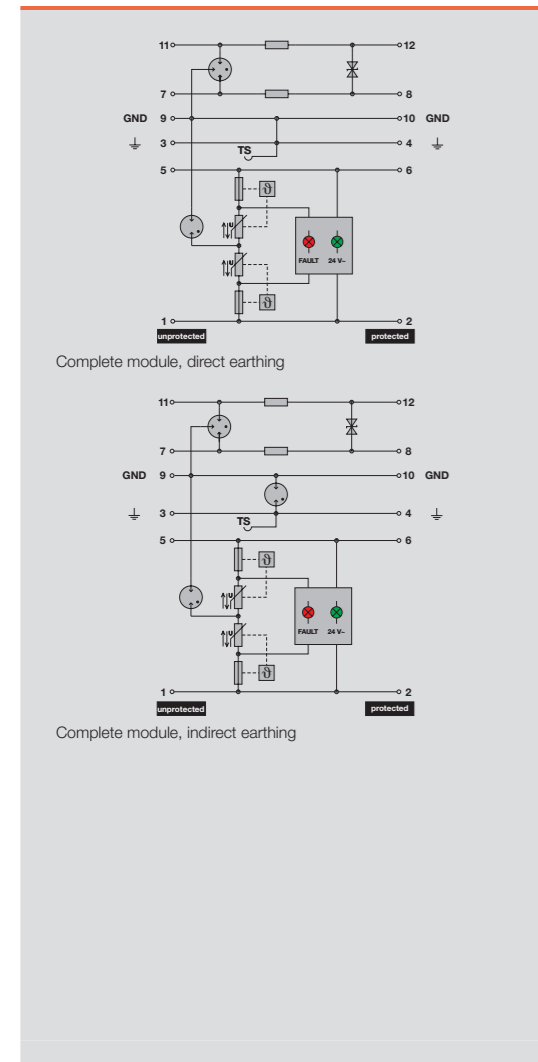 11 12
7 8
GND 9 10 GND
3 4
TS
5 6
ϑ
U
U
FAULT 24 V~
ϑ
1 2
unprotected protected
Complete module, direct earthing
11 12
7 8
GND 9 10 GND
3 4
TS
5 6
ϑ
U
U
FAULT 24 V~
ϑ
1 2
unprotected protected
Complete module, indirect earthing